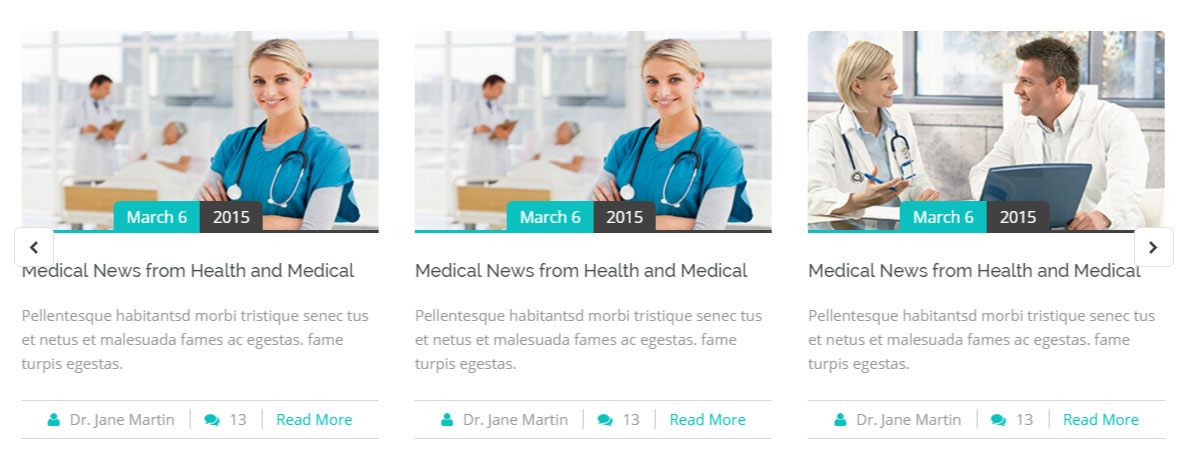 March 6 2015
Medical News from Health and Medical
Pellentesque habitantsd morbi tristique senec tus
et netus et malesuada fames ac egestas. fame
turpis egestas.
Dr. Jane Martin 13 Read More
March 6 2015
Medical News from Health and Medical
Pellentesque habitantsd morbi tristique senec tus
et netus et malesuada fames ac egestas. fame
turpis egestas.
Dr. Jane Martin 13 Read More
March 6 2015
Medical News from Health and Medical
Pellentesque habitantsd morbi tristique senec tus
et netus et malesuada fames ac egestas. fame
turpis egestas.
Dr. Jane Martin 13 Read More